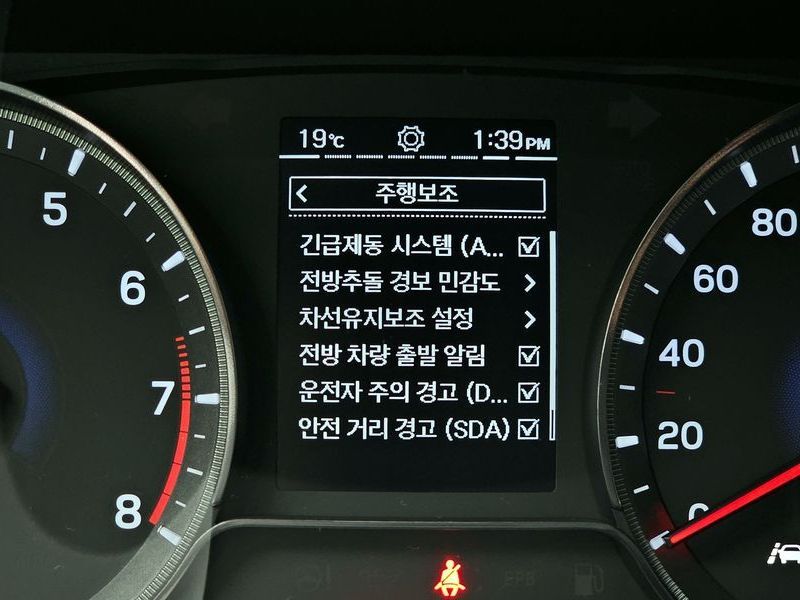 19℃ 1:39PM
주행보조
긴급제동 시스템 (A...
전방추돌 경보 민감도
차선유지보조 설정
전방 차량 출발 알림
운전자 주의 경고 (D...
안전 거리 경고 (SDA)
5
6
7
8
80
60
40
20
0
EPB